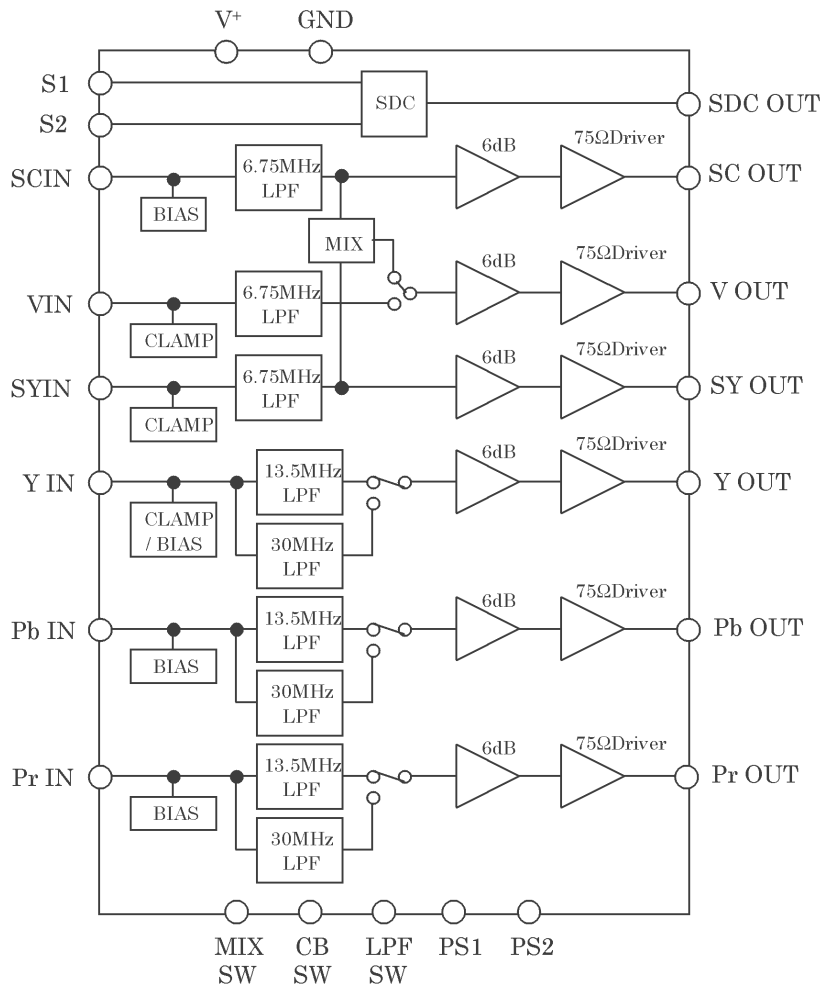 V+ GND
S1
SDC
SDC OUT
S2
6dB 75ΩDriver
SCIN
6.75MHz
LPF
SC OUT
BIAS
MIX
6dB 75ΩDriver
VIN
6.75MHz
LPF
V OUT
CLAMP
6dB 75ΩDriver
SYIN
6.75MHz
LPF
SY OUT
CLAMP
6dB 75ΩDriver
Y IN
13.5MHz
LPF
Y OUT
CLAMP
/ BIAS
30MHz
LPF
6dB 75ΩDriver
Pb IN
13.5MHz
LPF
Pb OUT
BIAS
30MHz
LPF
6dB 75ΩDriver
Pr IN
13.5MHz
LPF
Pr OUT
BIAS
30MHz
LPF
MIX
SW
CB
SW
LPF
SW
PS1
PS2